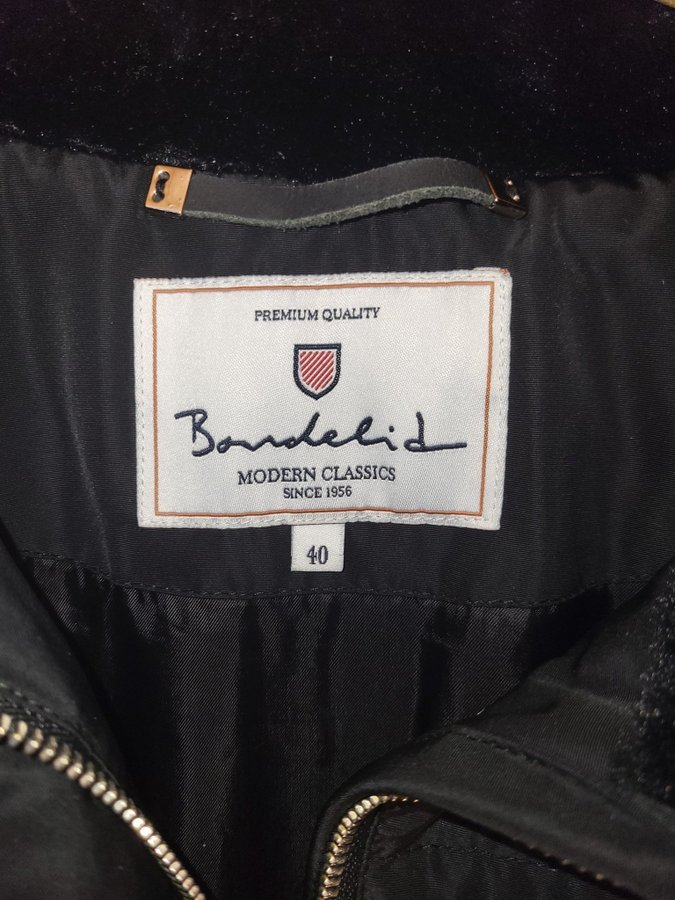 PREMIUM QUALITY
Bondelid
MODERN CLASSICS
SINCE 1956
40